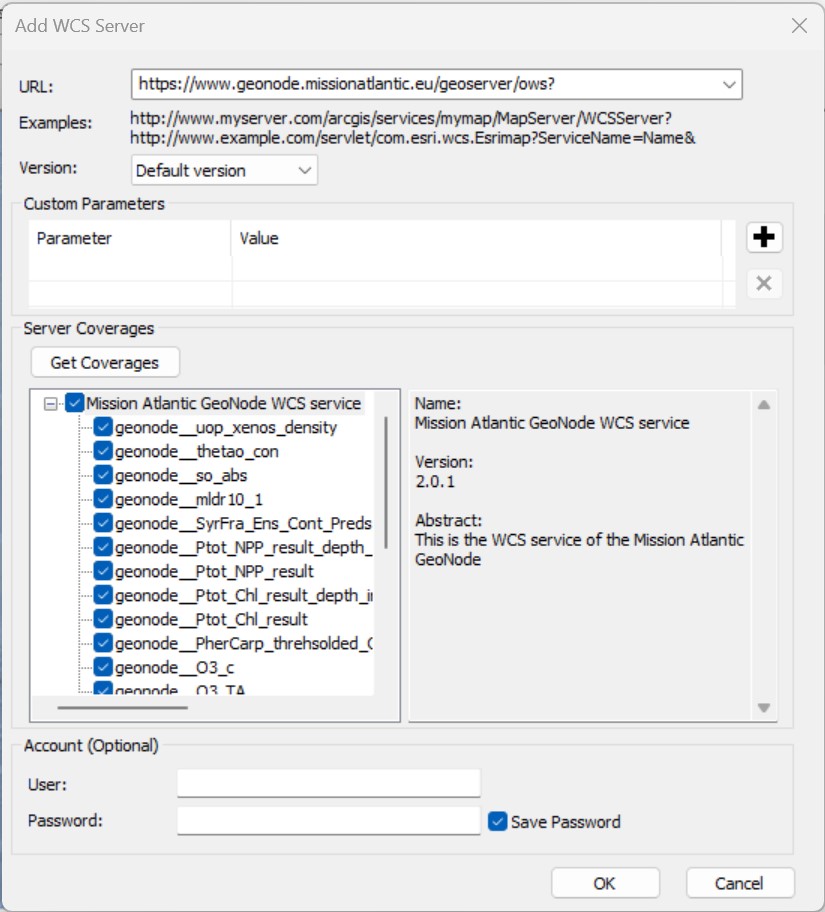 Add WCS Server
URL:
https://www.geonode.missionatlantic.eu/geoserver/ows?
Examples:
http://www.myserver.com/arcgis/services/mymap/MapServer/WCSServer?
http://www.example.com/servlet/com.esri.wcs.Esrimap?ServiceName=Name&
Version:
Default version
Custom Parameters
Parameter
Value
Server Coverages
Get Coverages
Mission Atlantic GeoNode WCS service
geonode__uop_xenos_density
geonode__thetao_con
geonode__so_abs
geonode__mldr10_1
geonode__SyrFra_Ens_Cont_Preds
geonode__Ptot_NPP_result_depth_
geonode__Ptot_NPP_result
geonode__Ptot_Chl_result_depth_i
geonode__Ptot_Chl_result
geonode__PherCarp_threhsolded_
geonode__O3_c
geonode__O3_TA
Name:
Mission Atlantic GeoNode WCS service
Version:
2.0.1
Abstract:
This is the WCS service of the Mission Atlantic
GeoNode
Account (Optional)
User:
Password:
Save Password
OK
Cancel